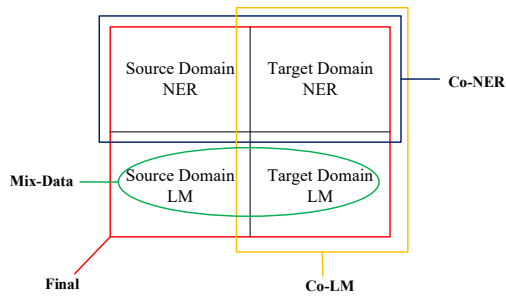 Source Domain
NER
Target Domain
NER
Co-NER
Mix-Data
Source Domain
LM
Target Domain
LM
Final
Co-LM